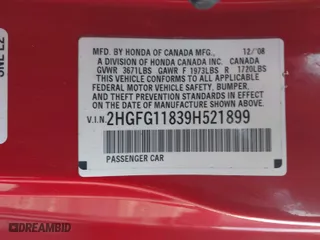 MFD. BY HONDA OF CANADA MFG., 12/'08
A DIVISION OF HONDA CANADA INC. CANADA
GVWR 3671LBS GAWR F 1973LBS R 1720LBS
THIS VEHICLE CONFORMS TO ALL APPLICABLE
FEDERAL MOTOR VEHICLE SAFETY, BUMPER,
AND THEFT PREVENTION STANDARDS IN EFFECT
ON THE DATE OF MANUFACTURE SHOWN ABOVE.
V.I.N. 2HGFG11839H521899
PASSENGER CAR
DREAMBID